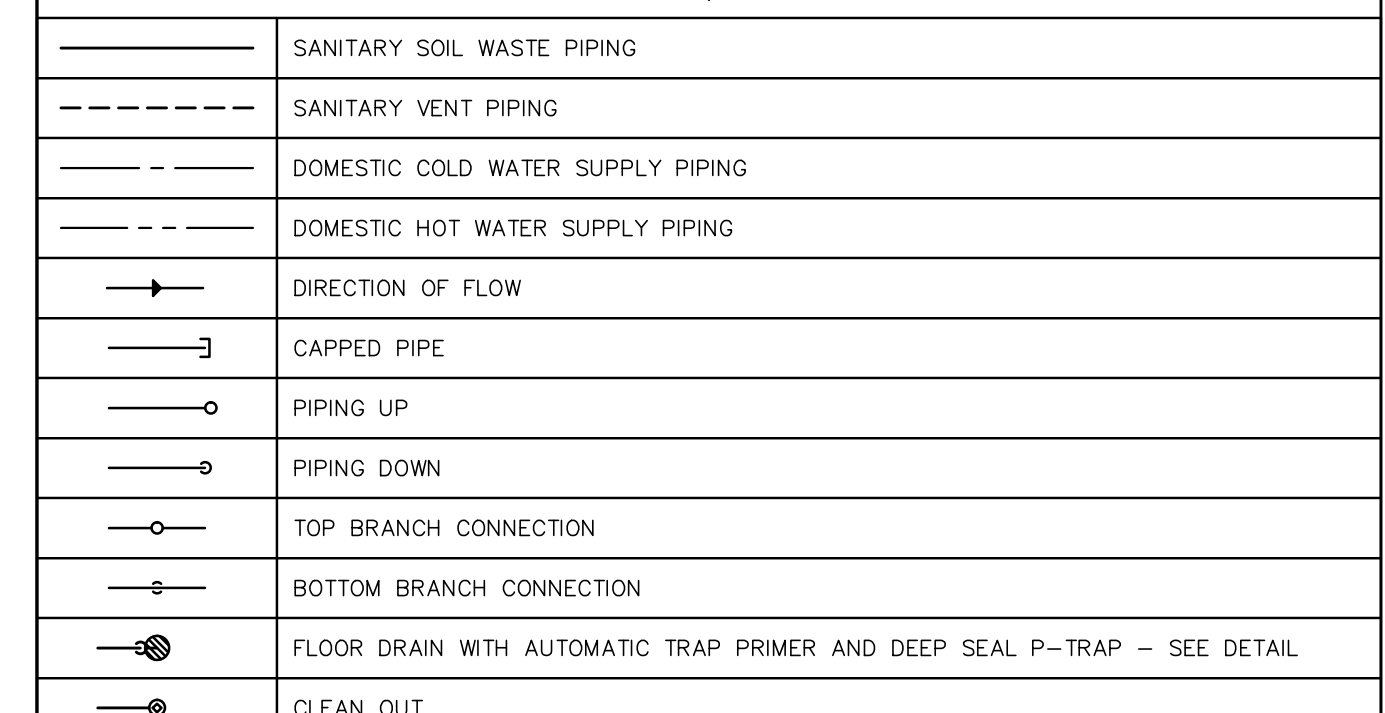 SANITARY SOIL WASTE PIPING
SANITARY VENT PIPING
DOMESTIC COLD WATER SUPPLY PIPING
DOMESTIC HOT WATER SUPPLY PIPING
DIRECTION OF FLOW
CAPPED PIPE
PIPING UP
PIPING DOWN
TOP BRANCH CONNECTION
BOTTOM BRANCH CONNECTION
FLOOR DRAIN WITH AUTOMATIC TRAP PRIMER AND DEEP SEAL P-TRAP - SEE DETAIL
CLEAN OUT